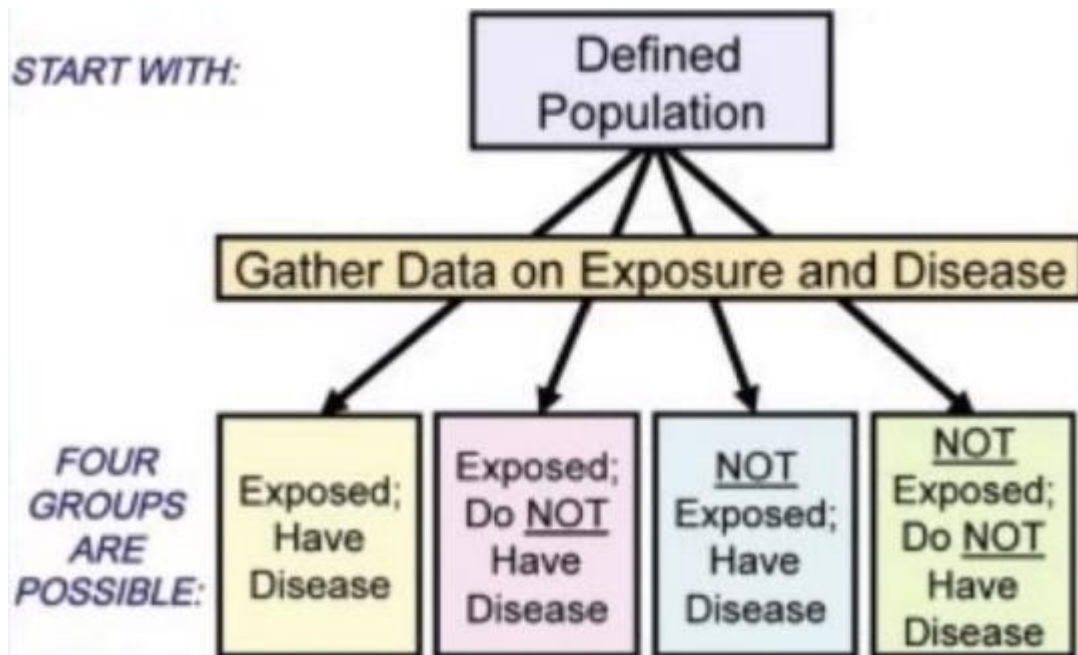 START WITH:
Defined
Population
Gather Data on Exposure and Disease
FOUR
GROUPS
ARE
POSSIBLE:
Exposed;
Have
Disease
Exposed;
Do NOT
Have
Disease
NOT
Exposed;
Have
Disease
NOT
Exposed;
Do NOT
Have
Disease